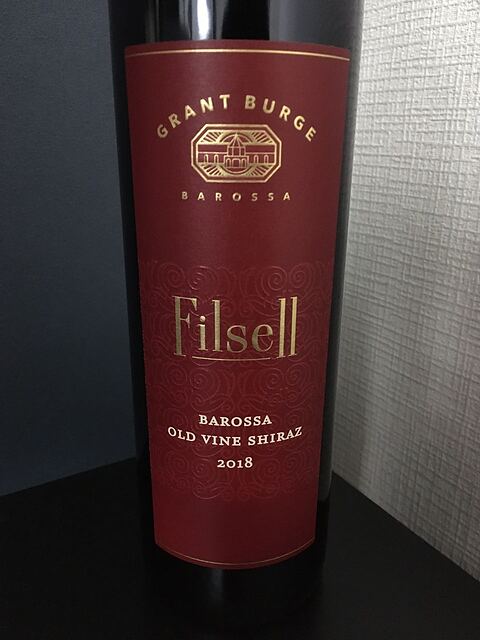 GRANT BURGE
BAROSSA
Filsell
BAROSSA
OLD VINE SHIRAZ
2018